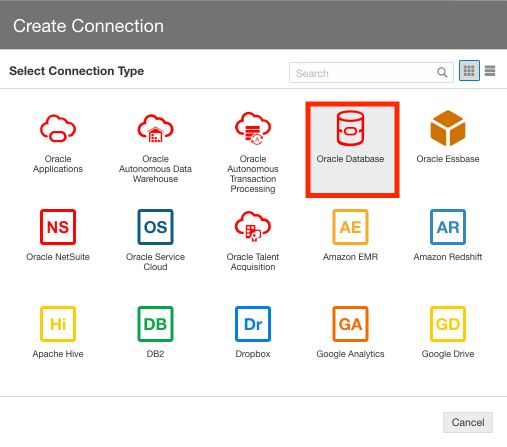 Create Connection
Select Connection Type
Search
Oracle
Applications
Oracle
Autonomous Data
Warehouse
Oracle
Autonomous
Transaction
Processing
Oracle Database
Oracle Essbase
NS
OS
AE
AR
Oracle NetSuite
Oracle Service
Cloud
Oracle Talent
Acquisition
Amazon EMR
Amazon Redshift
Hi
DB
Dr
GA
GD
Apache Hive
DB2
Dropbox
Google Analytics
Google Drive
Cancel